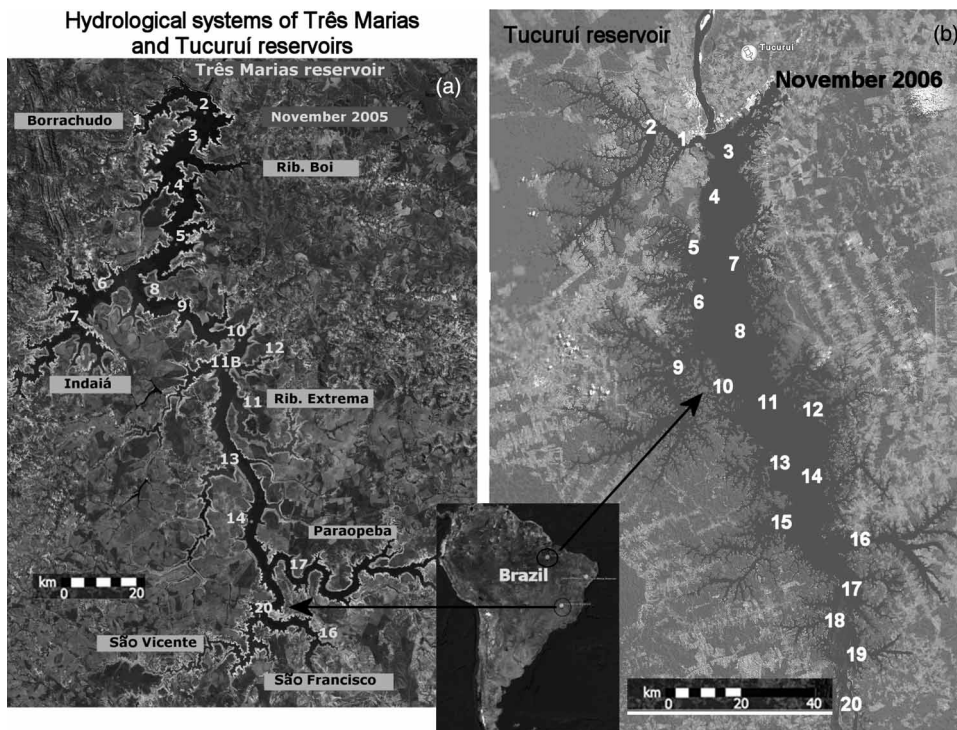 Hydrological systems of Três Marias
and Tucuruí reservoirs
Três Marias reservoir
(a)
Borrachudo
1
2
November 2005
3
Rib. Boi
4
5
6
7
8
9
10
11B
12
Indaiá
11
Rib. Extrema
13
14
Paraopeba
17
km
0 20
20
16
São Vicente
São Francisco
Tucuruí reservoir
(b)
Tucuruí
November 2006
2
1
3
4
5
7
6
8
9
10
11
12
13
14
15
16
17
18
19
20
km
0 20 40
Brazil